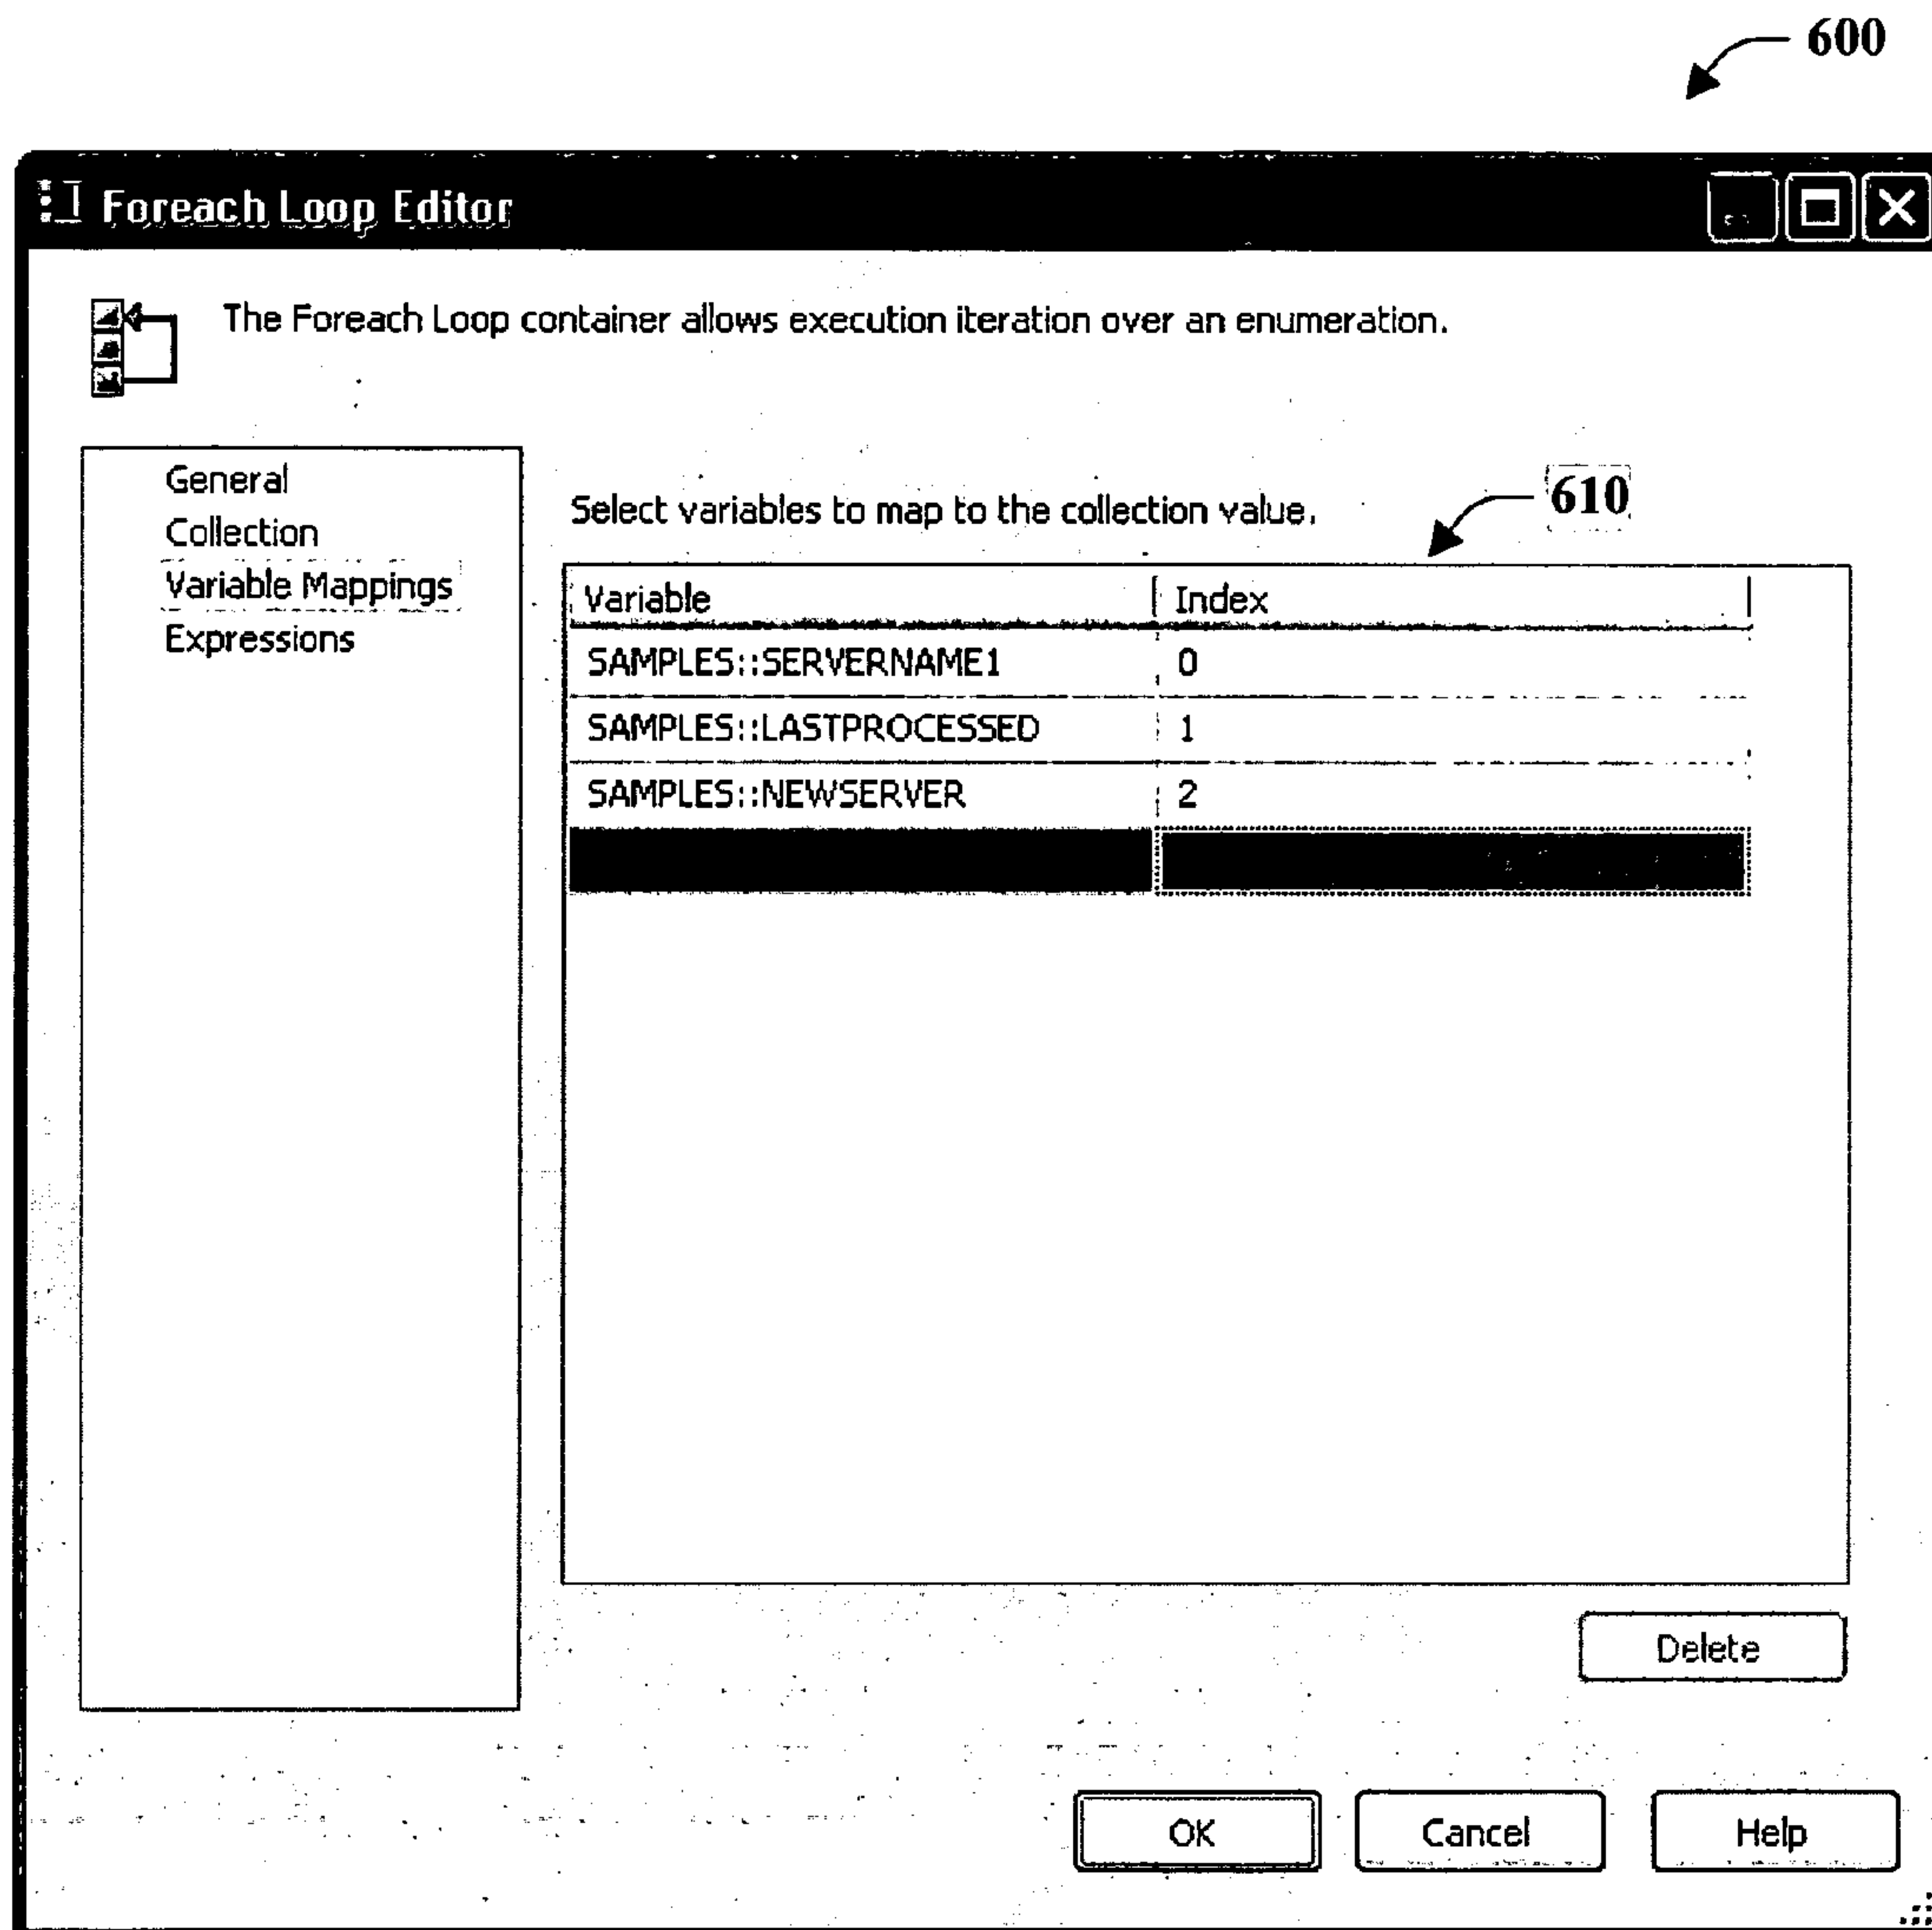 600
Foreach Loop Editor
The Foreach Loop container allows execution iteration over an enumeration.
General
Collection
Variable Mappings
Expressions
Select variables to map to the collection value.
610
Variable Index
SAMPLES::SERVERNAME1 0
SAMPLES::LASTPROCESSED 1
SAMPLES::NEWSERVER 2
Delete
OK Cancel Help